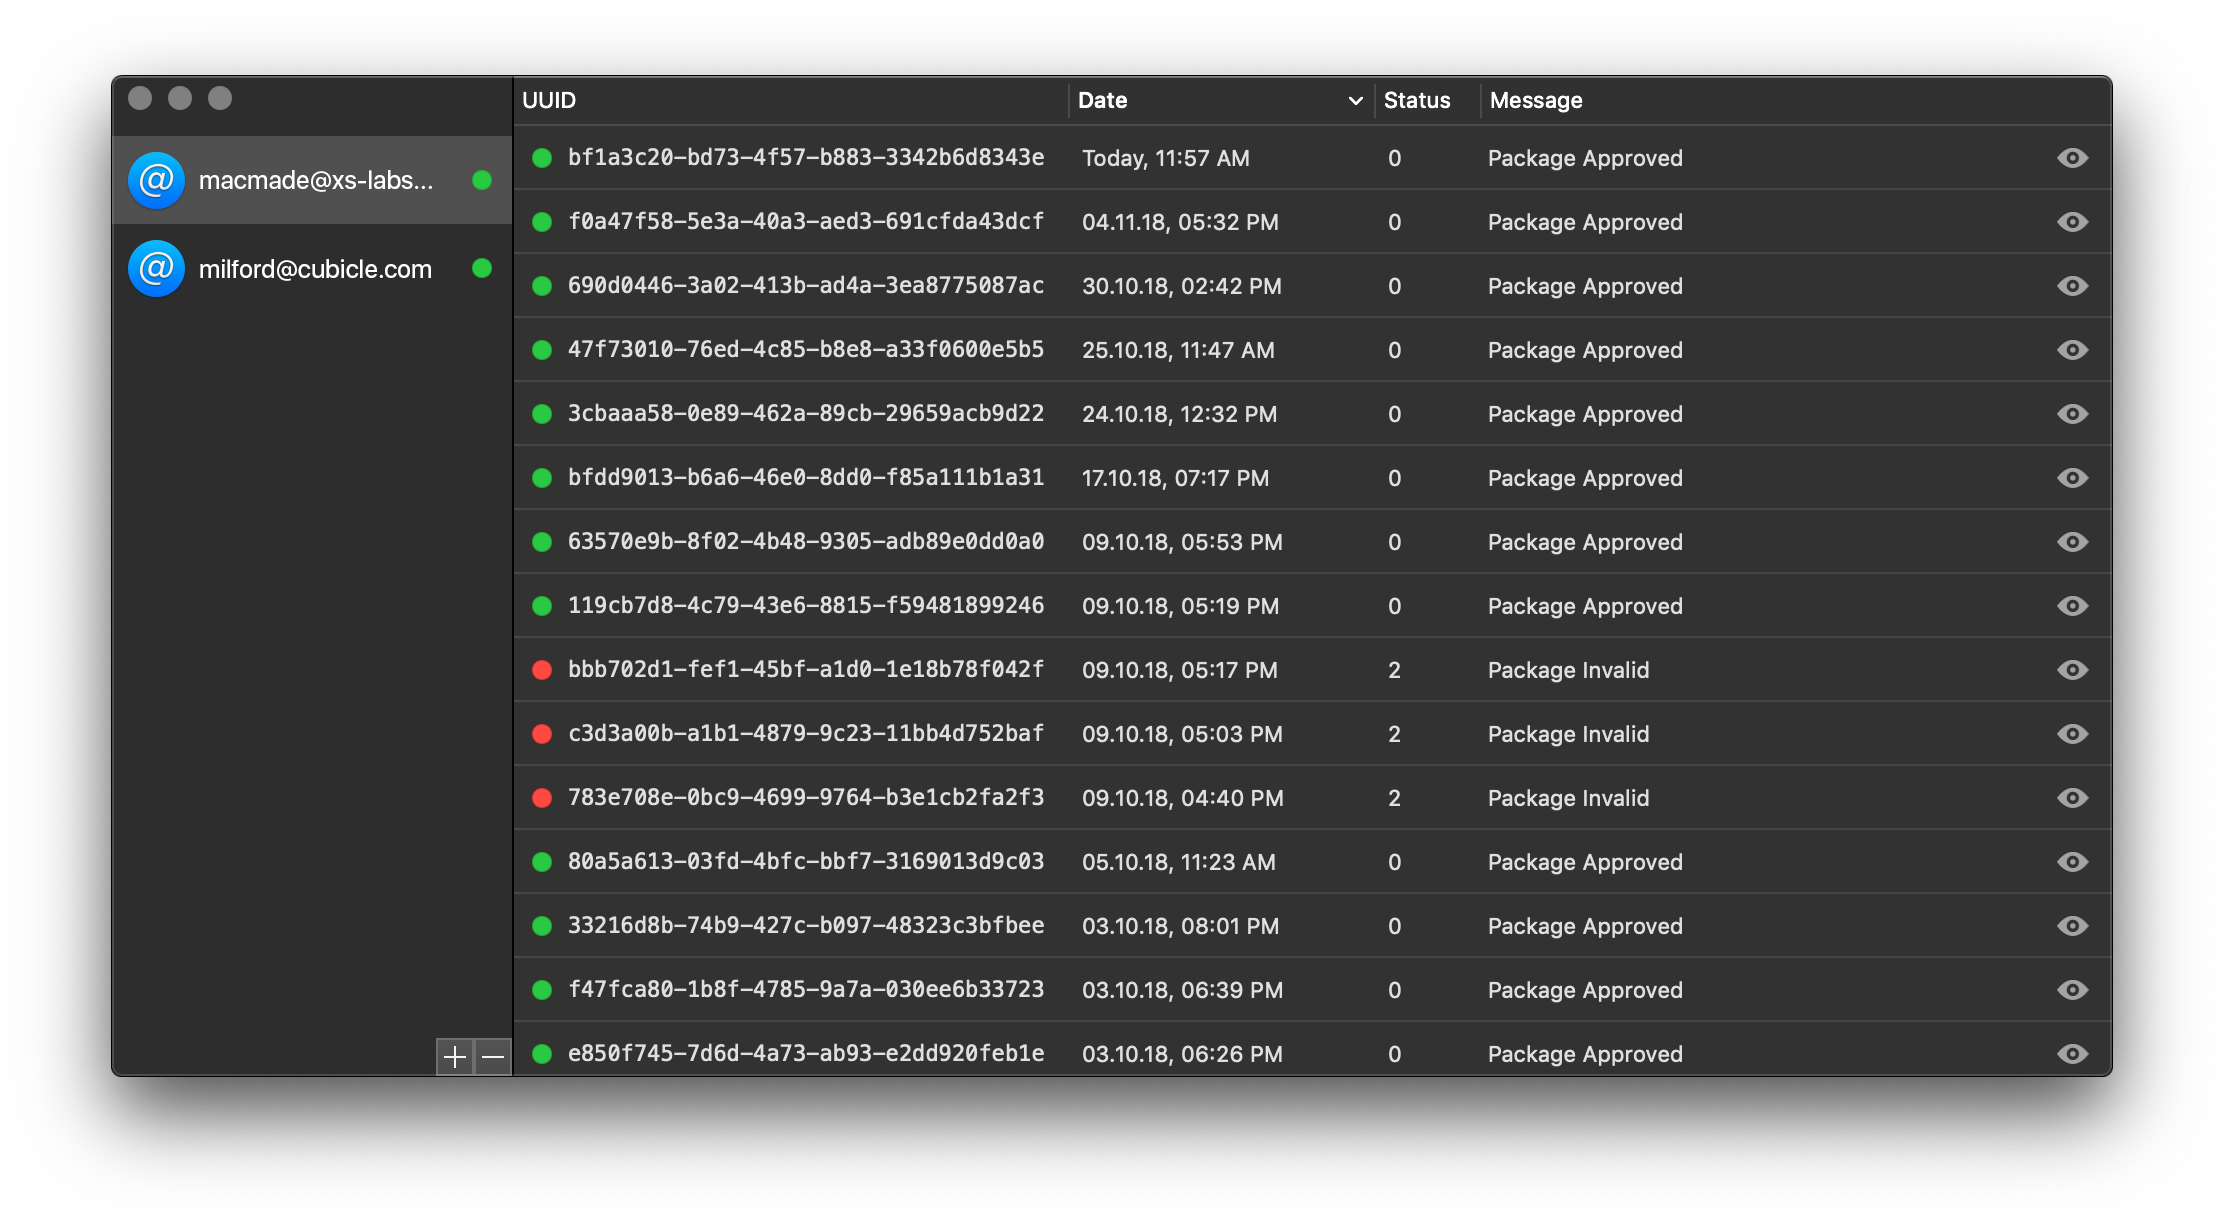 UUID Date Status Message
macmade@xs-labs...
milford@cubicle.com
bf1a3c20-bd73-4f57-b883-3342b6d8343e Today, 11:57 AM 0 Package Approved
f0a47f58-5e3a-40a3-aed3-691cfda43dcf 04.11.18, 05:32 PM 0 Package Approved
690d0446-3a02-413b-ad4a-3ea8775087ac 30.10.18, 02:42 PM 0 Package Approved
47f73010-76ed-4c85-b8e8-a33f0600e5b5 25.10.18, 11:47 AM 0 Package Approved
3cbaaa58-0e89-462a-89cb-29659acb9d22 24.10.18, 12:32 PM 0 Package Approved
bfdd9013-b6a6-46e0-8dd0-f85a111b1a31 17.10.18, 07:17 PM 0 Package Approved
63570e9b-8f02-4b48-9305-adb89e0dd0a0 09.10.18, 05:53 PM 0 Package Approved
119cb7d8-4c79-43e6-8815-f59481899246 09.10.18, 05:19 PM 0 Package Approved
bbb702d1-fef1-45bf-a1d0-1e18b78f042f 09.10.18, 05:17 PM 2 Package Invalid
c3d3a00b-a1b1-4879-9c23-11bb4d752baf 09.10.18, 05:03 PM 2 Package Invalid
783e708e-0bc9-4699-9764-b3e1cb2fa2f3 09.10.18, 04:40 PM 2 Package Invalid
80a5a613-03fd-4bfc-bbf7-3169013d9c03 05.10.18, 11:23 AM 0 Package Approved
33216d8b-74b9-427c-b097-48323c3bfbee 03.10.18, 08:01 PM 0 Package Approved
f47fca80-1b8f-4785-9a7a-030ee6b33723 03.10.18, 06:39 PM 0 Package Approved
e850f745-7d6d-4a73-ab93-e2dd920feb1e 03.10.18, 06:26 PM 0 Package Approved